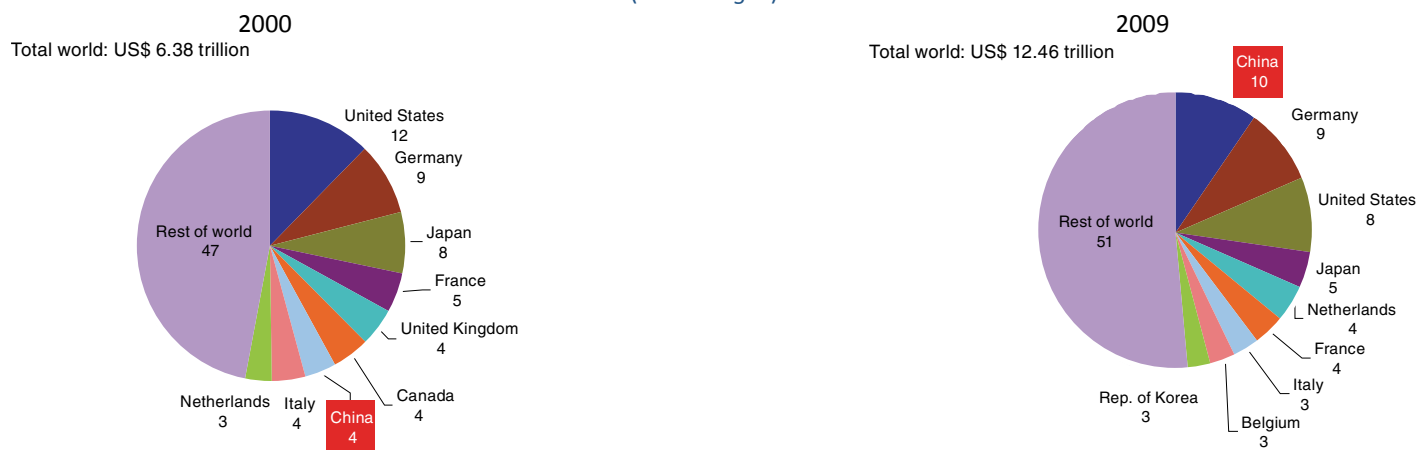 2000
Total world: US$ 6.38 trillion
United States
12
Germany
9
Japan
8
France
5
United Kingdom
4
Canada
4
China
4
Italy
4
Netherlands
3
Rest of world
47
2009
Total world: US$ 12.46 trillion
China
10
Germany
9
United States
8
Japan
5
Netherlands
4
France
4
Italy
3
Belgium
3
Rep. of Korea
3
Rest of world
51